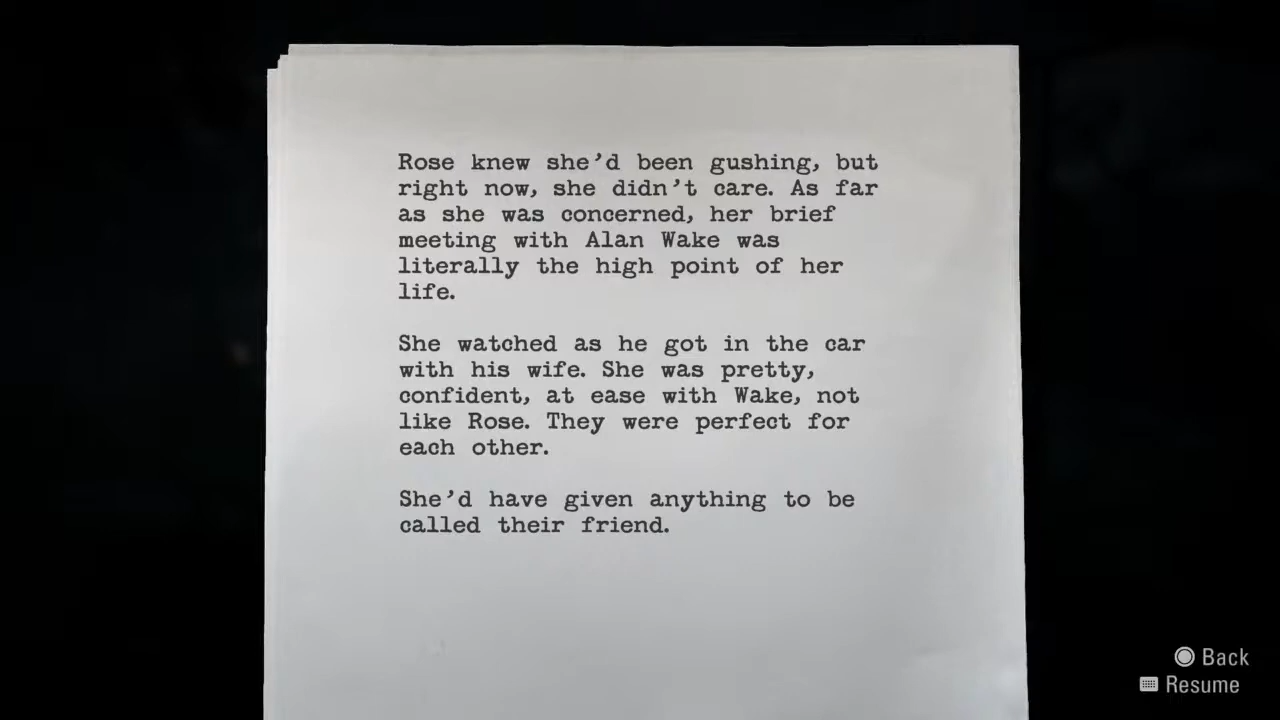 Rose knew she’d been gushing, but
right now, she didn’t care. As far
as she was concerned, her brief
meeting with Alan Wake was
literally the high point of her
life.
She watched as he got in the car
with his wife. She was pretty,
confident, at ease with Wake, not
like Rose. They were perfect for
each other.
She’d have given anything to be
called their friend.
Back
Resume